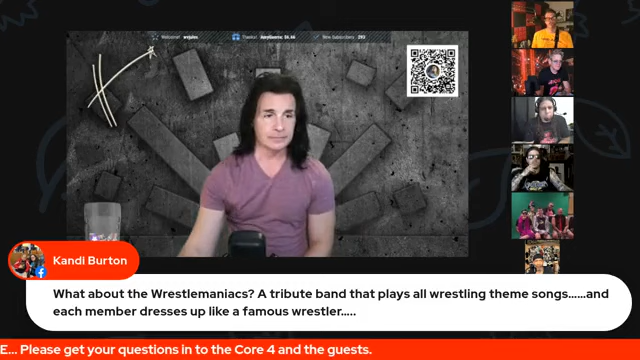 Kandi Burton
What about the Wrestlemaniacs? A tribute band that plays all wrestling theme songs......and
each member dresses up like a famous wrestler.....
E... Please get your questions in to the Core 4 and the guests.